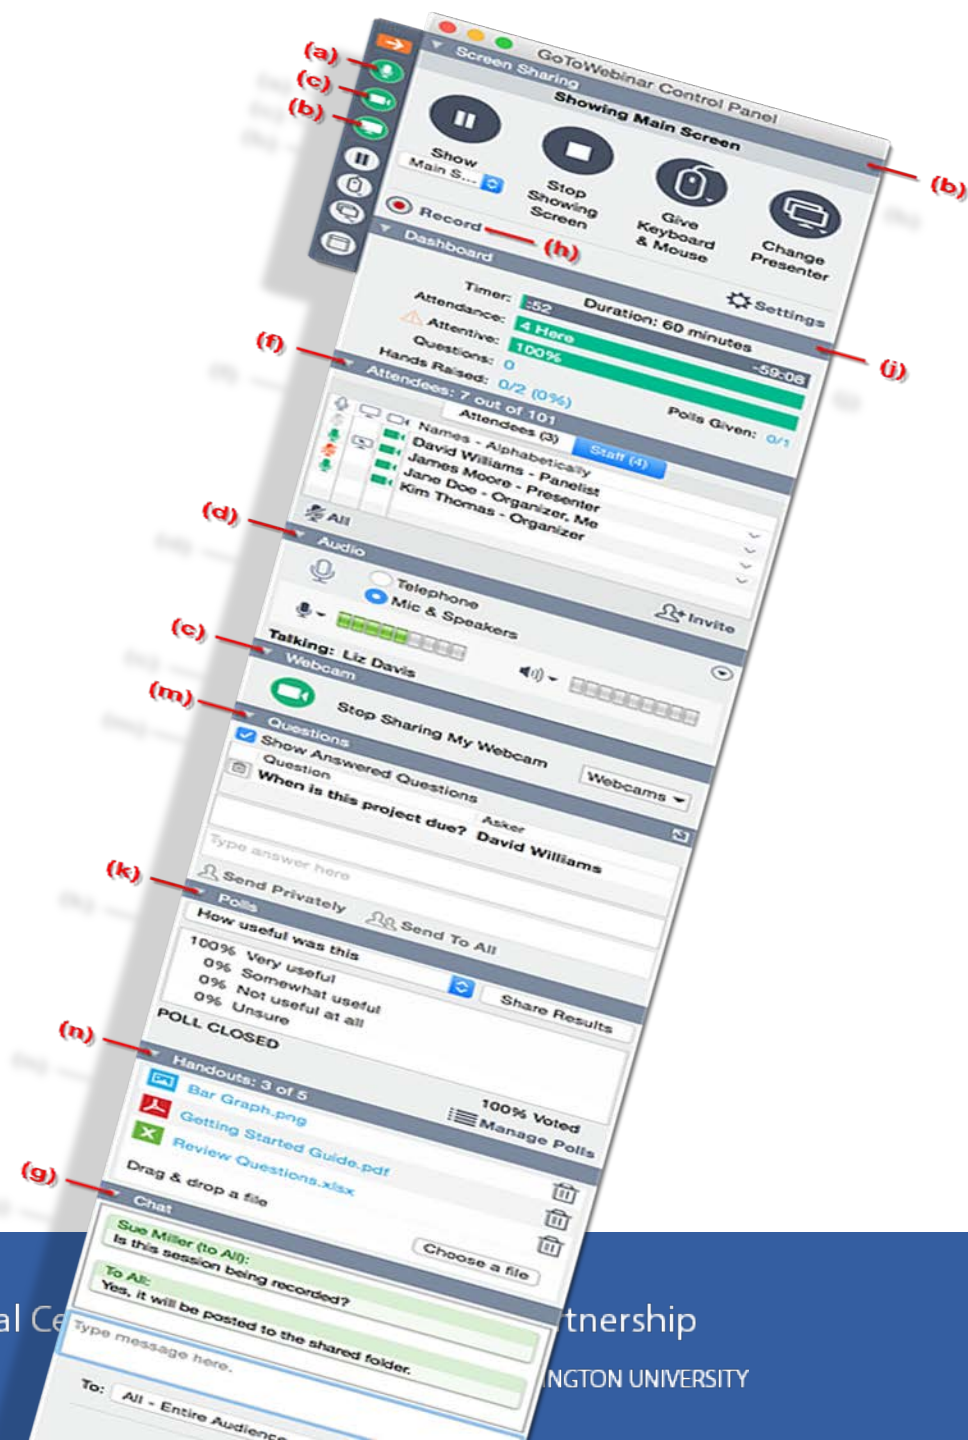 GoToWebinar Control Panel
(a)
(c)
(b)
Screen Sharing
Showing Main Screen
(b)
Show
Main S...
Stop
Showing
Screen
Give
Keyboard
& Mouse
Change
Presenter
Record
(h)
Settings
Dashboard
(j)
Timer: :52 Duration: 60 minutes -59:08
Attendance: 4 Here
Attentive: 100%
Questions: 0
Hands Raised: 0/2 (0%)
Polls Given: 0/1
(f)
Attendees: 7 out of 101
Attendees (3)
Staff (4)
Names - Alphabetically
David Williams - Panelist
James Moore - Presenter
Jane Doe - Organizer, Me
Kim Thomas - Organizer
All
Invite
(d)
Audio
Telephone
Mic & Speakers
Talking: Liz Davis
(c)
Webcam
Stop Sharing My Webcam
Webcams
(m)
Questions
Show Answered Questions
Question
Asker
When is this project due? David Williams
Type answer here
Send Privately
Send To All
(k)
Polls
How useful was this
Share Results
100% Very useful
0% Somewhat useful
0% Not useful at all
0% Unsure
POLL CLOSED
100% Voted
Manage Polls
(n)
Handouts: 3 of 5
Bar Graph.png
Getting Started Guide.pdf
Review Questions.xlsx
Drag & drop a file
Choose a file
(g)
Chat
Sue Miller (to All):
Is this session being recorded?
To All:
Yes, it will be posted to the shared folder.
Type message here.
To: All - Entire Audience
al Ce
tnership
NGTON UNIVERSITY